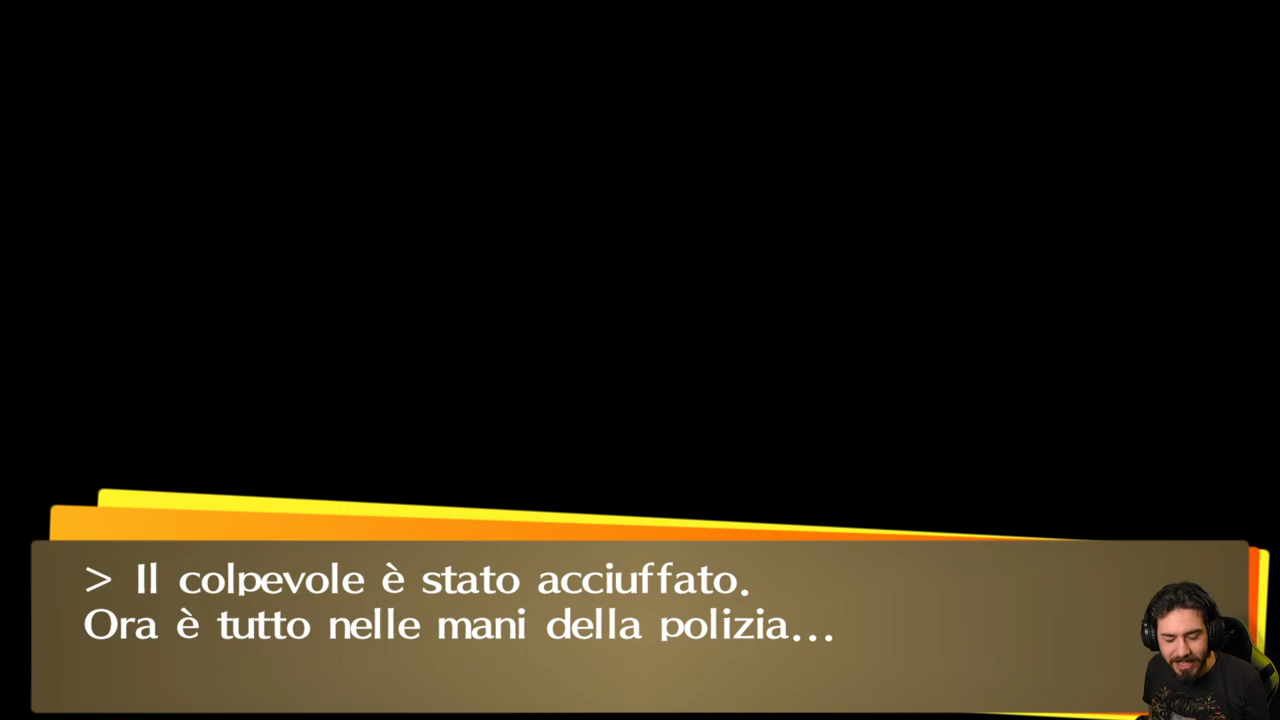 > Il colpevole è stato acciuffato.
Ora è tutto nelle mani della polizia...